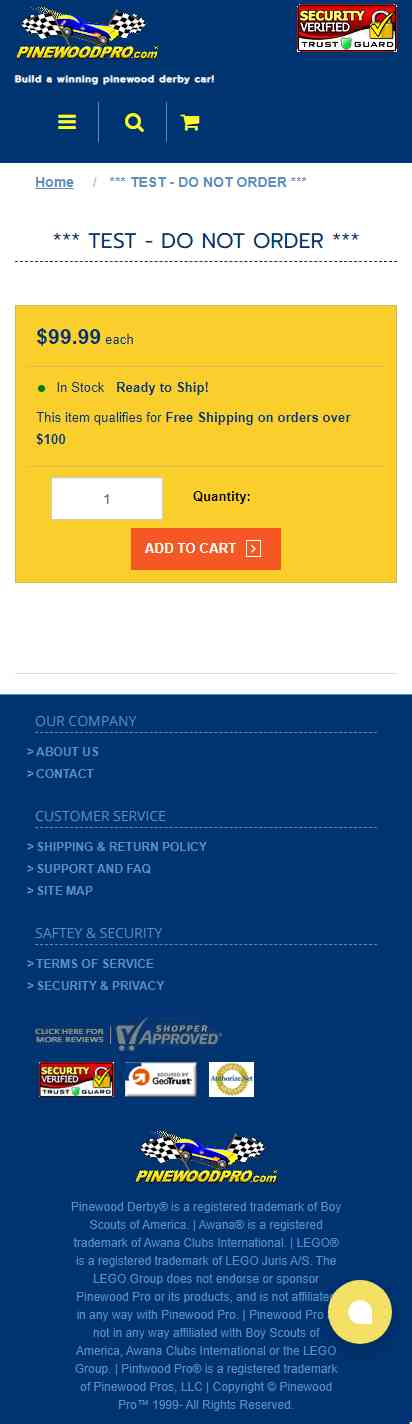 PINEWOODPRO.com
SECURITY
VERIFIED
TRUST GUARD
Build a winning pinewood derby car!
Home / *** TEST - DO NOT ORDER ***
*** TEST - DO NOT ORDER ***
$99.99 each
In Stock Ready to Ship!
This item qualifies for Free Shipping on orders over
$100
1 Quantity:
ADD TO CART
OUR COMPANY
> ABOUT US
> CONTACT
CUSTOMER SERVICE
> SHIPPING & RETURN POLICY
> SUPPORT AND FAQ
> SITE MAP
SAFTEY & SECURITY
> TERMS OF SERVICE
> SECURITY & PRIVACY
CLICK HERE FOR
MORE REVIEWS
SHOPPER
APPROVED
SECURITY
VERIFIED
TRUST GUARD
SECURED BY
GeoTrust
Authorize.Net
PINEWOODPRO.com
Pinewood Derby® is a registered trademark of Boy
Scouts of America. | Awana® is a registered
trademark of Awana Clubs International. | LEGO®
is a registered trademark of LEGO Juris A/S. The
LEGO Group does not endorse or sponsor
Pinewood Pro or its products, and is not affiliated
in any way with Pinewood Pro. | Pinewood Pro
not in any way affiliated with Boy Scouts of
America, Awana Clubs International or the LEGO
Group. | Pintwood Pro® is a registered trademark
of Pinewood Pros, LLC | Copyright © Pinewood
Pro™ 1999- All Rights Reserved.